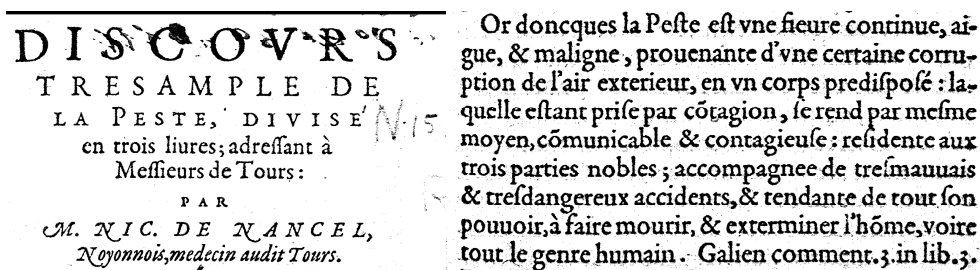 DISCOVRS
TRESAMPLE DE
LA PESTE, DIVISÉ
en trois liures; adreſſant à
Meſſieurs de Tours:
PAR
M. NIC. DE NANCEL,
Noyonnois, medecin audit Tours.
N. 15
Or doncques la Peſte eſt vne fieure continue, ai-
gue, & maligne, prouenante d'vne certaine corru-
ption de l'air exterieur, en vn corps prediſpoſé: la-
quelle eſtant priſe par cõtagion, ſe rend par meſme
moyen, cõmunicable & contagieuſe: reſidente aux
trois parties nobles; accompagnee de treſmauuais
& treſdangereux accidents, & tendante de tout ſon
pouuoir, à faire mourir, & exterminer l'hõme, voire
tout le genre humain. Galien comment.3.in lib.3.